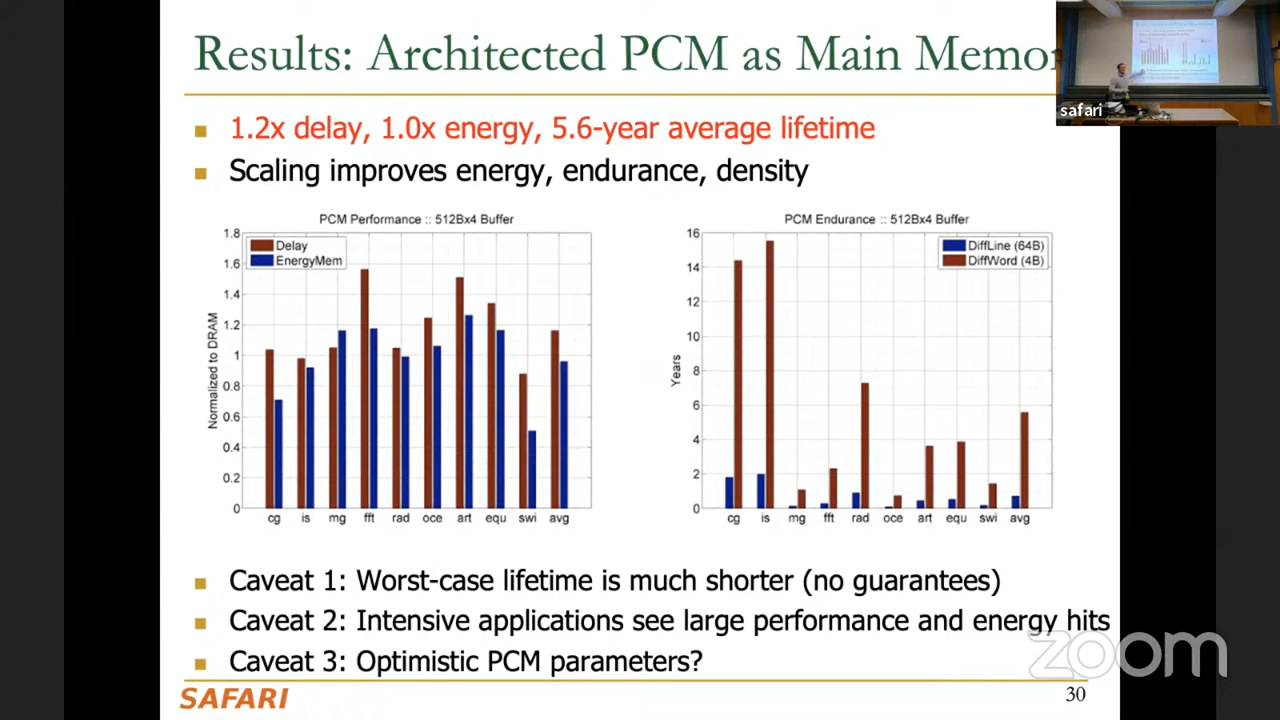 Results: Architected PCM as Main Memo
safari
1.2x delay, 1.0x energy, 5.6-year average lifetime
Scaling improves energy, endurance, density
PCM Performance :: 512Bx4 Buffer
Normalized to DRAM
1.8
1.6
1.4
1.2
1
0.8
0.6
0.4
0.2
0
Delay
EnergyMem
cg is mg fft rad oce art equ swi avg
PCM Endurance :: 512Bx4 Buffer
Years
16
14
12
10
8
6
4
2
0
DiffLine (64B)
DiffWord (4B)
cg is mg fft rad oce art equ swi avg
Caveat 1: Worst-case lifetime is much shorter (no guarantees)
Caveat 2: Intensive applications see large performance and energy hits
Caveat 3: Optimistic PCM parameters?
zoom
SAFARI
30